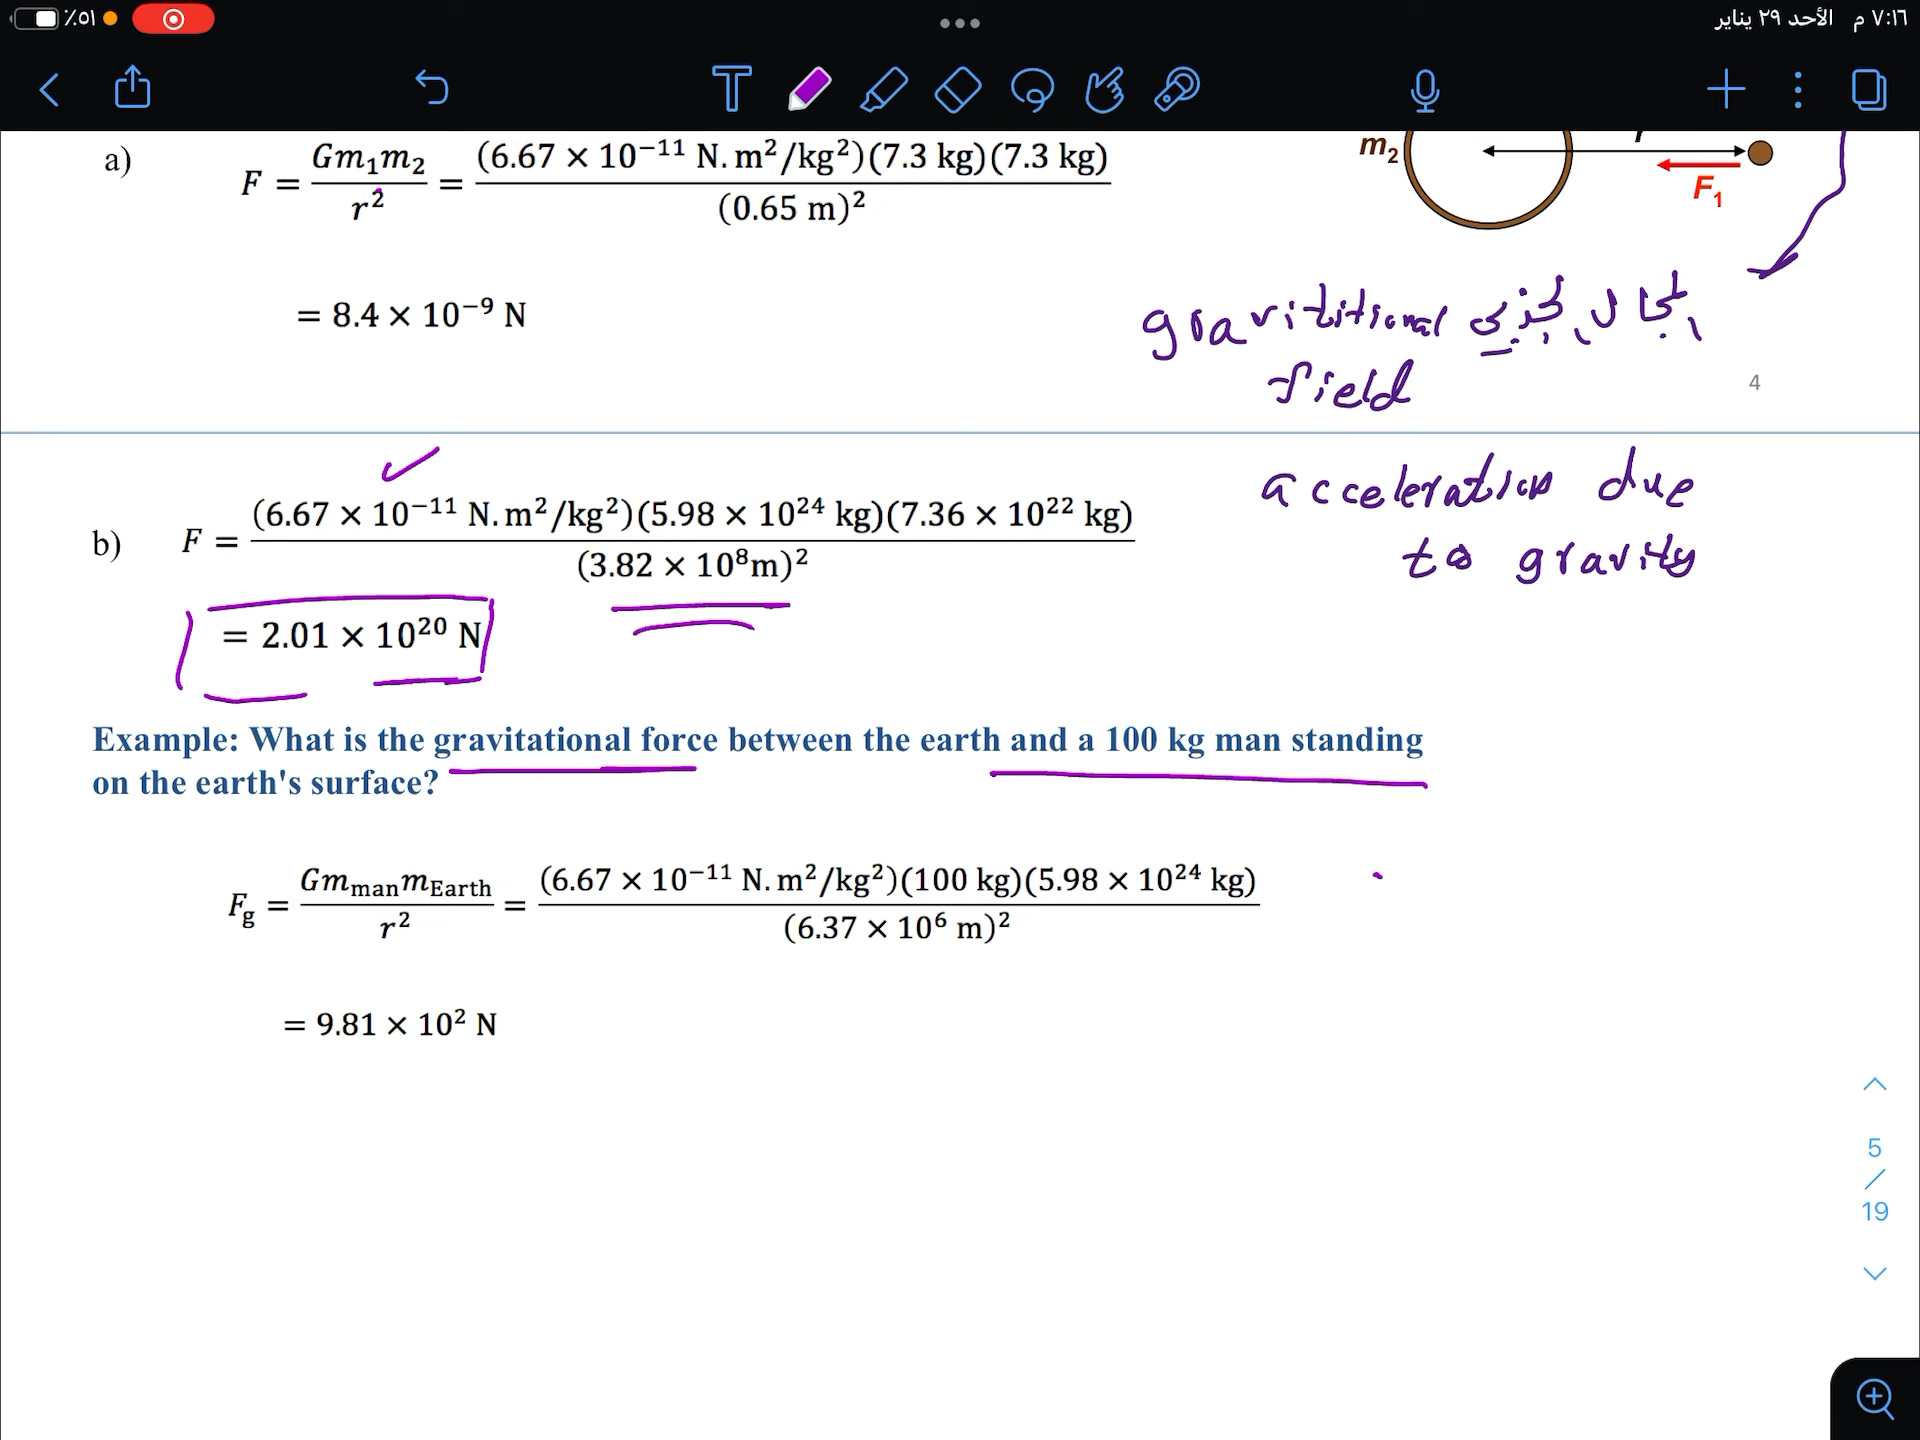 ٪٥١
٧:١٦ م الأحد ٢٩ يناير
a) F = Gm₁m₂ / r² = (6.67 × 10⁻¹¹ N. m²/kg²)(7.3 kg)(7.3 kg) / (0.65 m)²
m₂
r
F₁
= 8.4 × 10⁻⁹ N
gravititional المجال الجذبي
field
4
b) F = (6.67 × 10⁻¹¹ N. m²/kg²)(5.98 × 10²⁴ kg)(7.36 × 10²² kg) / (3.82 × 10⁸m)²
acceleration due
to gravity
= 2.01 × 10²⁰ N
Example: What is the gravitational force between the earth and a 100 kg man standing
on the earth's surface?
F_g = Gm_man m_Earth / r² = (6.67 × 10⁻¹¹ N. m²/kg²)(100 kg)(5.98 × 10²⁴ kg) / (6.37 × 10⁶ m)²
= 9.81 × 10² N
5
/
19